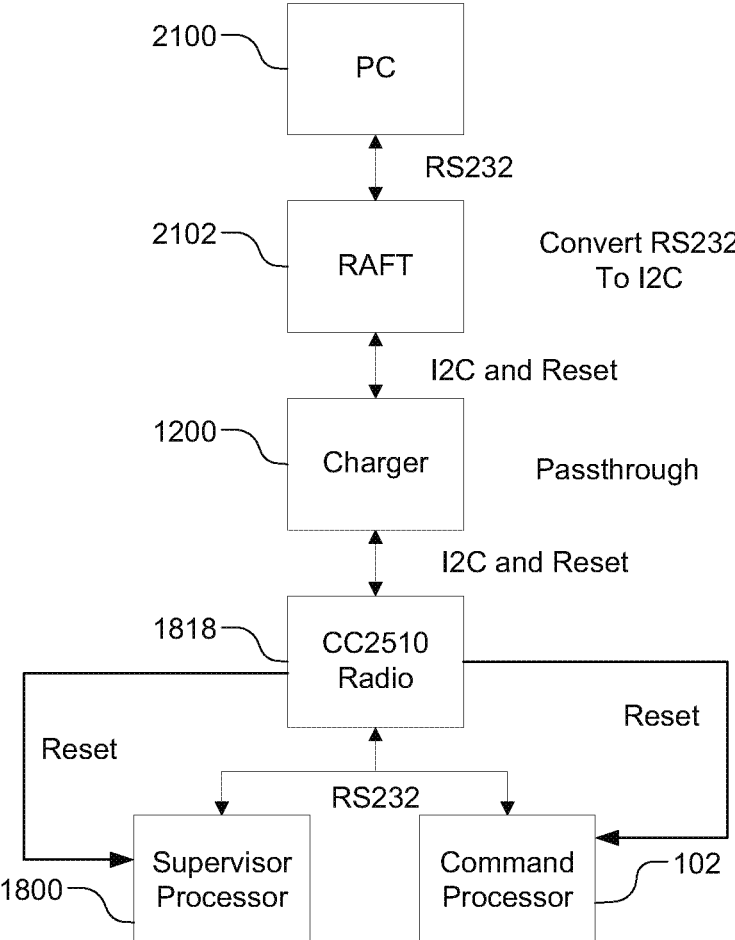 2100
PC
RS232
2102
RAFT
Convert RS232
To I2C
I2C and Reset
1200
Charger
Passthrough
I2C and Reset
1818
CC2510
Radio
Reset
Reset
RS232
Supervisor
Processor
Command
Processor
1800
102